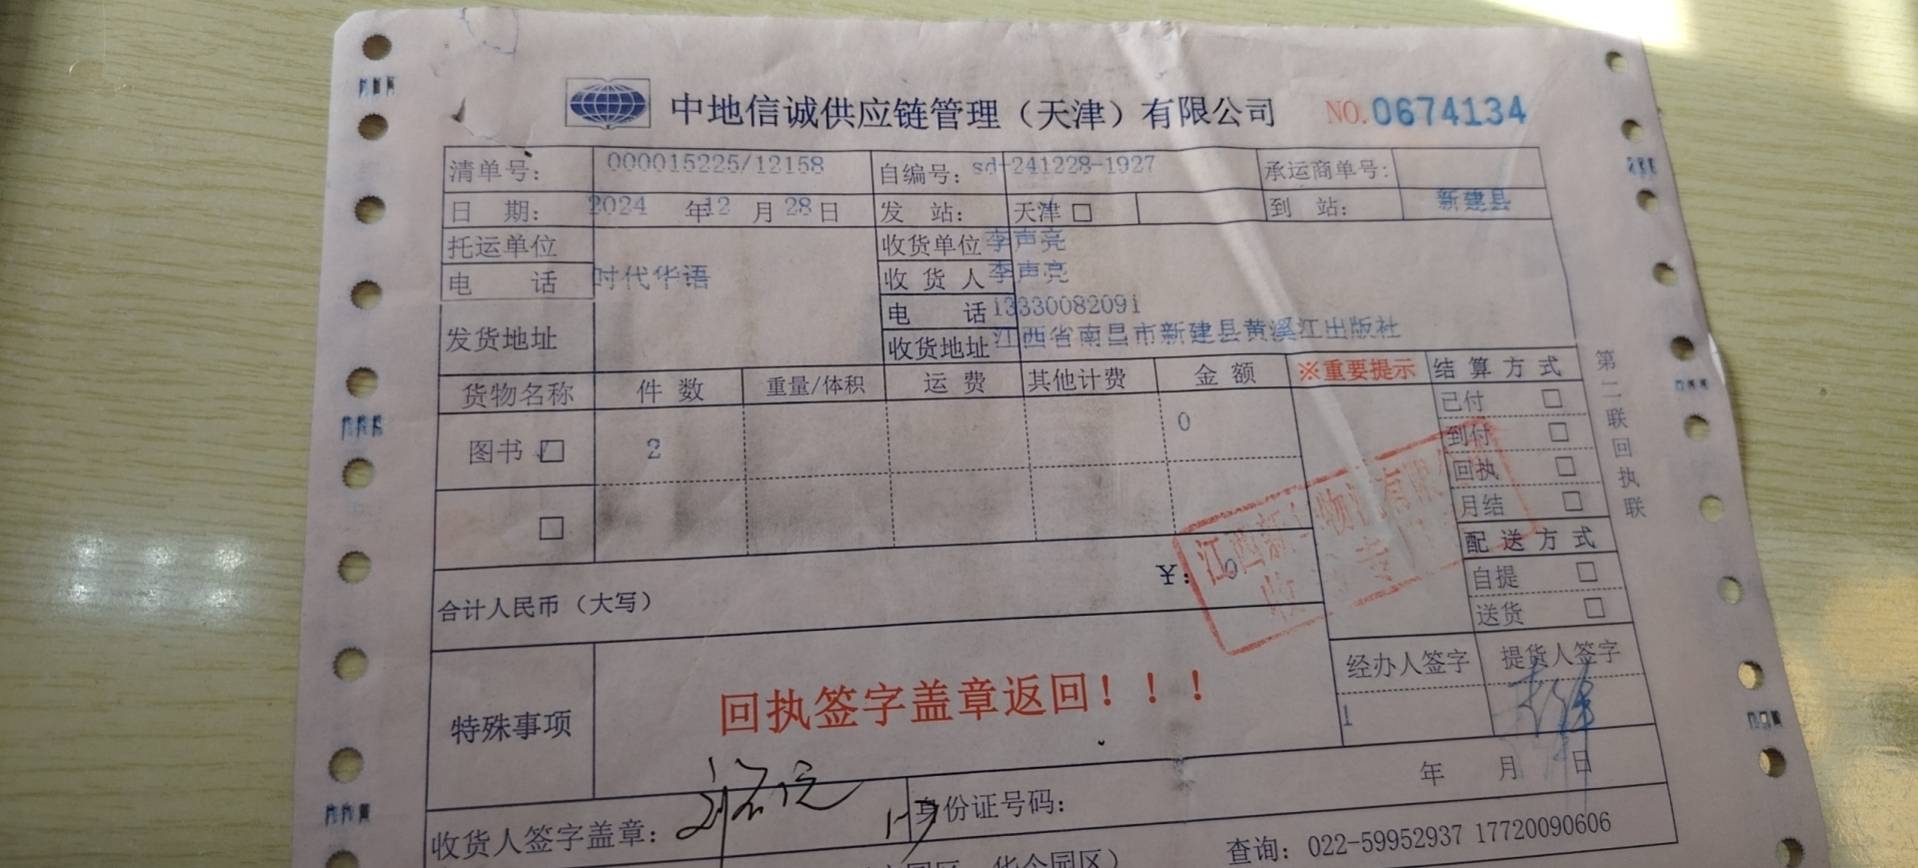 中地信诚供应链管理（天津）有限公司 NO.0674134
清单号： 000015225/12158 自编号：sd-241228-1927 承运商单号：
日 期： 2024 年12 月28日 发 站： 天津□ 到 站： 新建县
托运单位 收货单位 李声亮
电 话 时代华语 收 货 人 李声亮
电 话 13330082091
发货地址 收货地址 江西省南昌市新建县黄溪江出版社
货物名称 件 数 重量/体积 运 费 其他计费 金 额 ※重要提示 结 算 方 式
已付 □
图书 □ 2 0 到付 □
回执 □
□ 月结 □
配 送 方 式
合计人民币（大写） ¥： 0 自提 □
送货 □
经办人签字 提货人签字
特殊事项 回执签字盖章返回！！！ 1
年 月 日
收货人签字盖章： 身份证号码：
查询：022-59952937 17720090606
第二联回执联